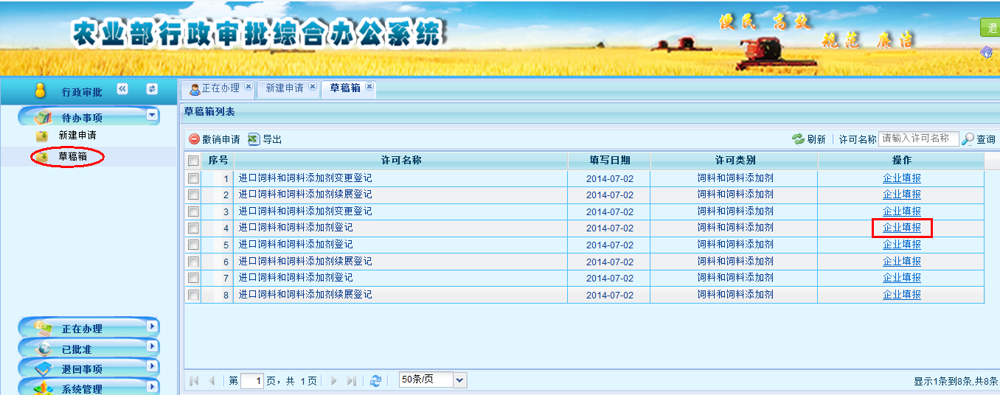 农业部行政审批综合办公系统
便民 高效
规范 廉洁
退
行政审批
正在办理 新建申请 草稿箱
待办事项
新建申请
草稿箱
草稿箱列表
撤销申请 导出 刷新 许可名称 请输入许可名称 查询
序号 许可名称 填写日期 许可类别 操作
1 进口饲料和饲料添加剂变更登记 2014-07-02 饲料和饲料添加剂 企业填报
2 进口饲料和饲料添加剂续展登记 2014-07-02 饲料和饲料添加剂 企业填报
3 进口饲料和饲料添加剂变更登记 2014-07-02 饲料和饲料添加剂 企业填报
4 进口饲料和饲料添加剂登记 2014-07-02 饲料和饲料添加剂 企业填报
5 进口饲料和饲料添加剂登记 2014-07-02 饲料和饲料添加剂 企业填报
6 进口饲料和饲料添加剂续展登记 2014-07-02 饲料和饲料添加剂 企业填报
7 进口饲料和饲料添加剂登记 2014-07-02 饲料和饲料添加剂 企业填报
8 进口饲料和饲料添加剂续展登记 2014-07-02 饲料和饲料添加剂 企业填报
正在办理
已批准
退回事项
系统管理
第 1 页，共 1 页 50条/页 显示1条到8条,共8条